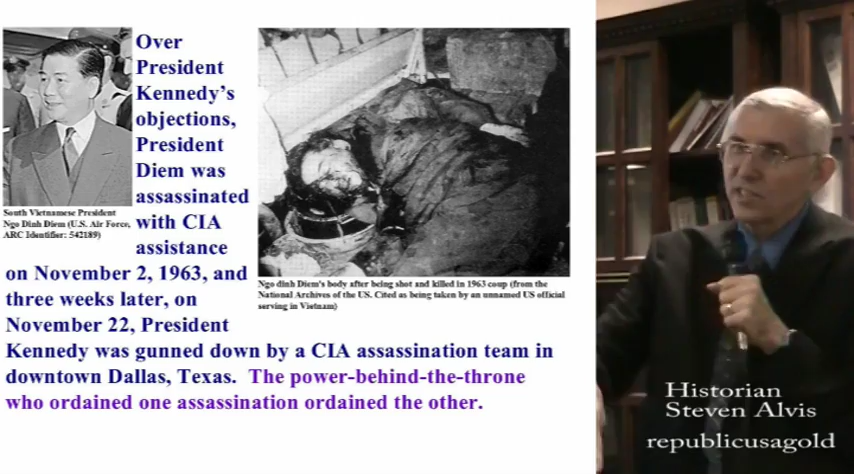 Over
President
Kennedy's
objections,
President
Diem was
assassinated
with CIA
assistance
on November 2, 1963, and
three weeks later, on
November 22, President
Kennedy was gunned down by a CIA assassination team in
downtown Dallas, Texas. The power-behind-the-throne
who ordained one assassination ordained the other.
South Vietnamese President
Ngo Dinh Diem (U.S. Air Force,
ARC Identifier: 542189)
Ngo dinh Diem's body after being shot and killed in 1963 coup (from the
National Archives of the US. Cited as being taken by an unnamed US official
serving in Vietnam)
Historian
Steven Alvis
republicusagold